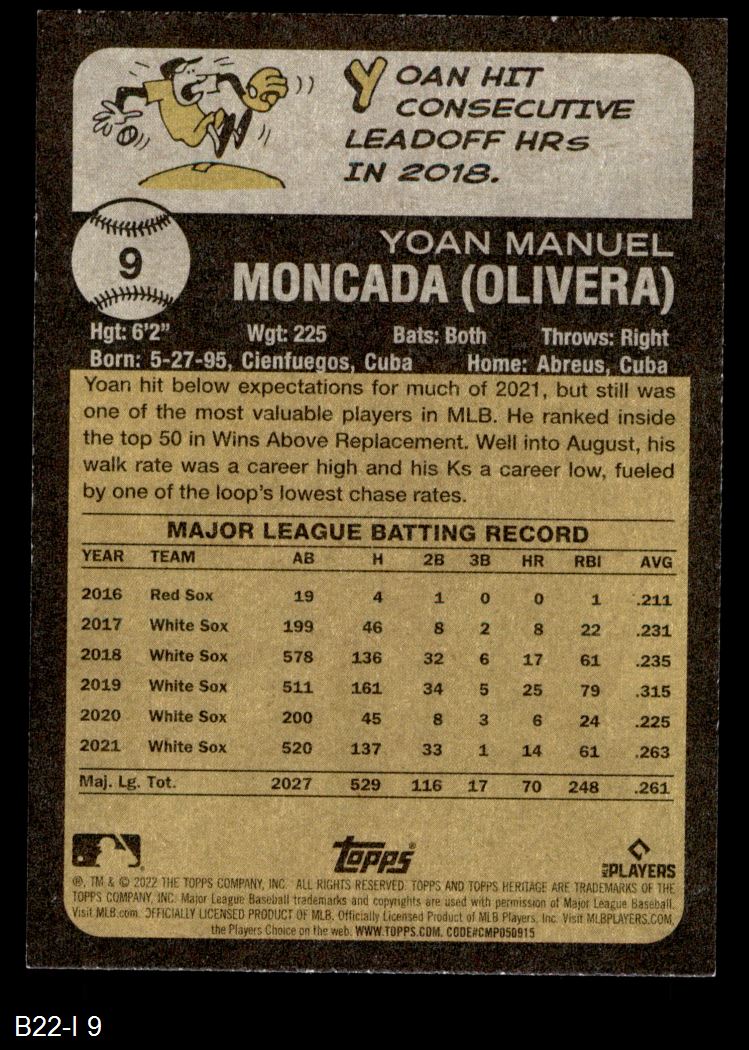 YOAN HIT
CONSECUTIVE
LEADOFF HRs
IN 2018.
9
YOAN MANUEL
MONCADA (OLIVERA)
Hgt: 6'2" Wgt: 225 Bats: Both Throws: Right
Born: 5-27-95, Cienfuegos, Cuba Home: Abreus, Cuba
Yoan hit below expectations for much of 2021, but still was
one of the most valuable players in MLB. He ranked inside
the top 50 in Wins Above Replacement. Well into August, his
walk rate was a career high and his Ks a career low, fueled
by one of the loop's lowest chase rates.
MAJOR LEAGUE BATTING RECORD
YEAR TEAM AB H 2B 3B HR RBI AVG
2016 Red Sox 19 4 1 0 0 1 .211
2017 White Sox 199 46 8 2 8 22 .231
2018 White Sox 578 136 32 6 17 61 .235
2019 White Sox 511 161 34 5 25 79 .315
2020 White Sox 200 45 8 3 6 24 .225
2021 White Sox 520 137 33 1 14 61 .263
Maj. Lg. Tot. 2027 529 116 17 70 248 .261
topps
MLB PLAYERS
®, TM & © 2022 THE TOPPS COMPANY, INC. ALL RIGHTS RESERVED. TOPPS AND TOPPS HERITAGE ARE TRADEMARKS OF THE
TOPPS COMPANY, INC. Major League Baseball trademarks and copyrights are used with permission of Major League Baseball.
Visit MLB.com. OFFICIALLY LICENSED PRODUCT OF MLB. Officially Licensed Product of MLB Players, Inc. Visit MLBPLAYERS.COM,
the Players Choice on the web. WWW.TOPPS.COM. CODE#CMP050915
B22-I 9